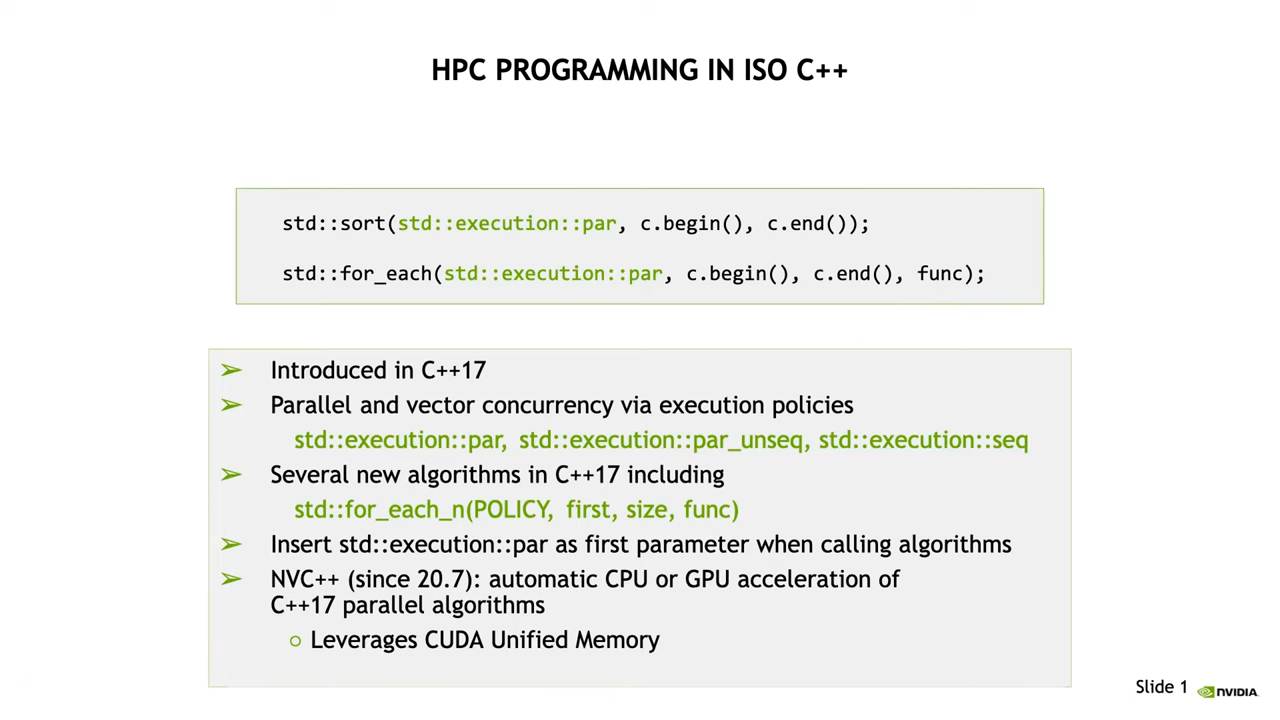 HPC PROGRAMMING IN ISO C++
std::sort(std::execution::par, c.begin(), c.end());
std::for_each(std::execution::par, c.begin(), c.end(), func);
➢ Introduced in C++17
➢ Parallel and vector concurrency via execution policies
std::execution::par, std::execution::par_unseq, std::execution::seq
➢ Several new algorithms in C++17 including
std::for_each_n(POLICY, first, size, func)
➢ Insert std::execution::par as first parameter when calling algorithms
➢ NVC++ (since 20.7): automatic CPU or GPU acceleration of
C++17 parallel algorithms
○ Leverages CUDA Unified Memory
Slide 1 NVIDIA.